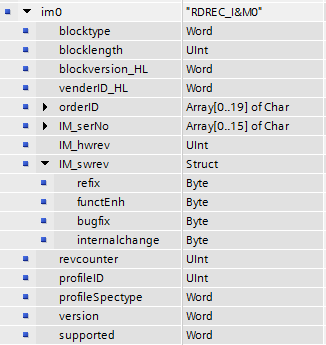 im0 "RDREC_I&M0"
blocktype Word
blocklength UInt
blockversion_HL Word
venderID_HL Word
orderID Array[0..19] of Char
IM_serNo Array[0..15] of Char
IM_hwrev UInt
IM_swrev Struct
refix Byte
functEnh Byte
bugfix Byte
internalchange Byte
revcounter UInt
profileID UInt
profileSpectype Word
version Word
supported Word